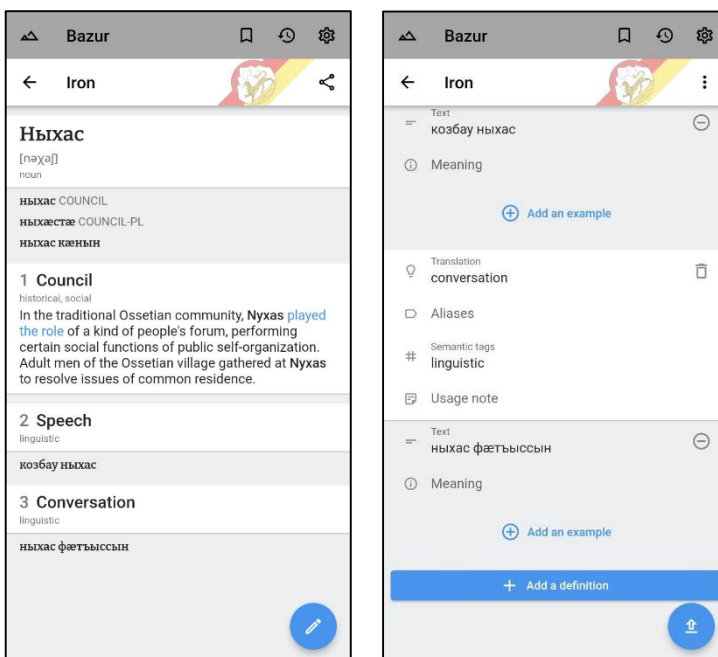 Bazur
Iron
Ныхас
[nəχaʃ]
noun
ныхас COUNCIL
ныхӕстӕ COUNCIL-PL
ныхас кӕнын
1 Council
historical, social
In the traditional Ossetian community, Nyxas played
the role of a kind of people's forum, performing
certain social functions of public self-organization.
Adult men of the Ossetian village gathered at Nyxas
to resolve issues of common residence.
2 Speech
linguistic
козбау ныхас
3 Conversation
linguistic
ныхас фӕтъыссын
Bazur
Iron
Text
козбау ныхас
Meaning
Add an example
Translation
conversation
Aliases
Semantic tags
linguistic
Usage note
Text
ныхас фӕтъыссын
Meaning
Add an example
Add a definition